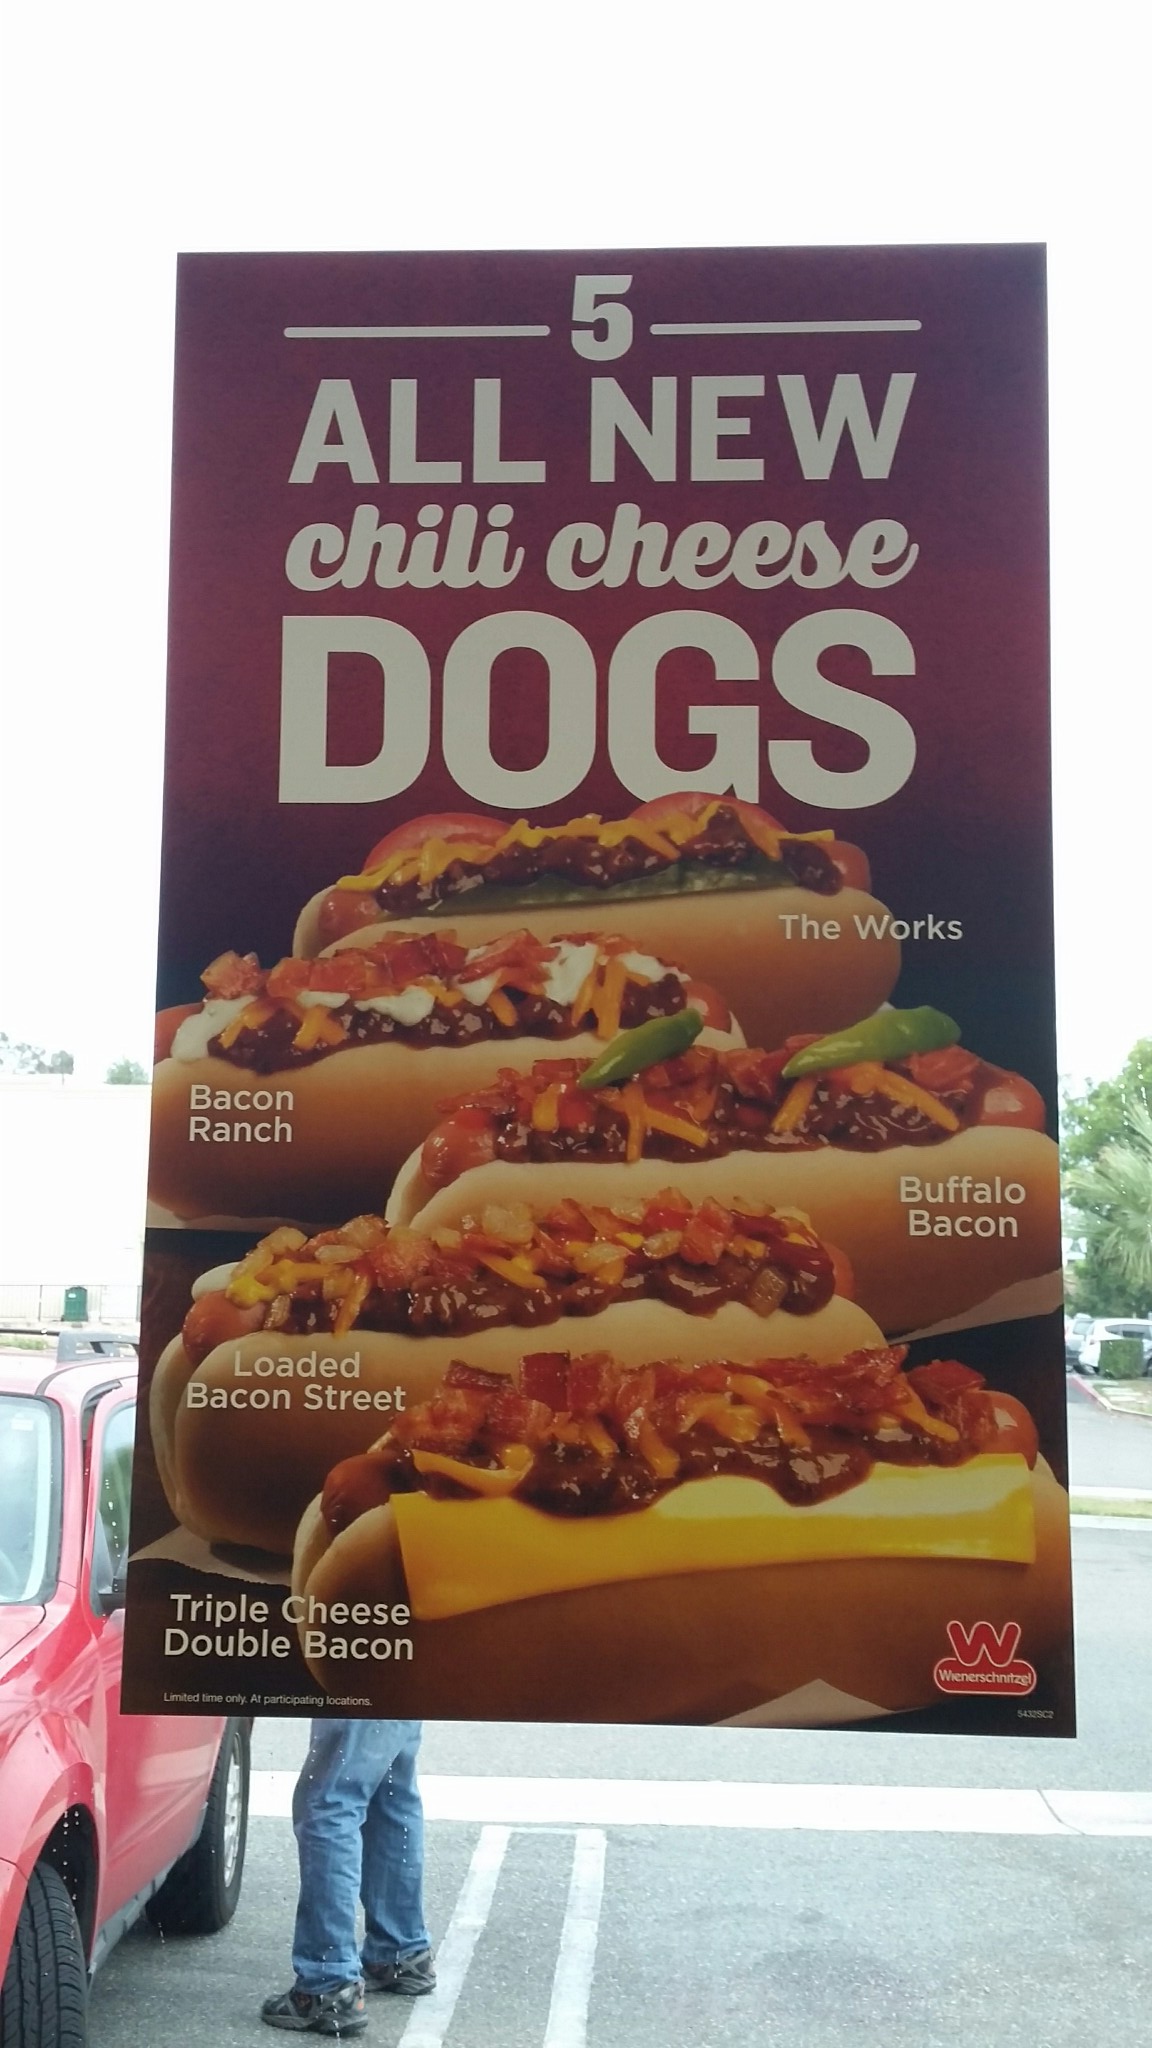 5
ALL NEW
chili cheese
DOGS
The Works
Bacon
Ranch
Buffalo
Bacon
Loaded
Bacon Street
Triple Cheese
Double Bacon
W
Wienerschnitzel
Limited time only. At participating locations.
5432SC2